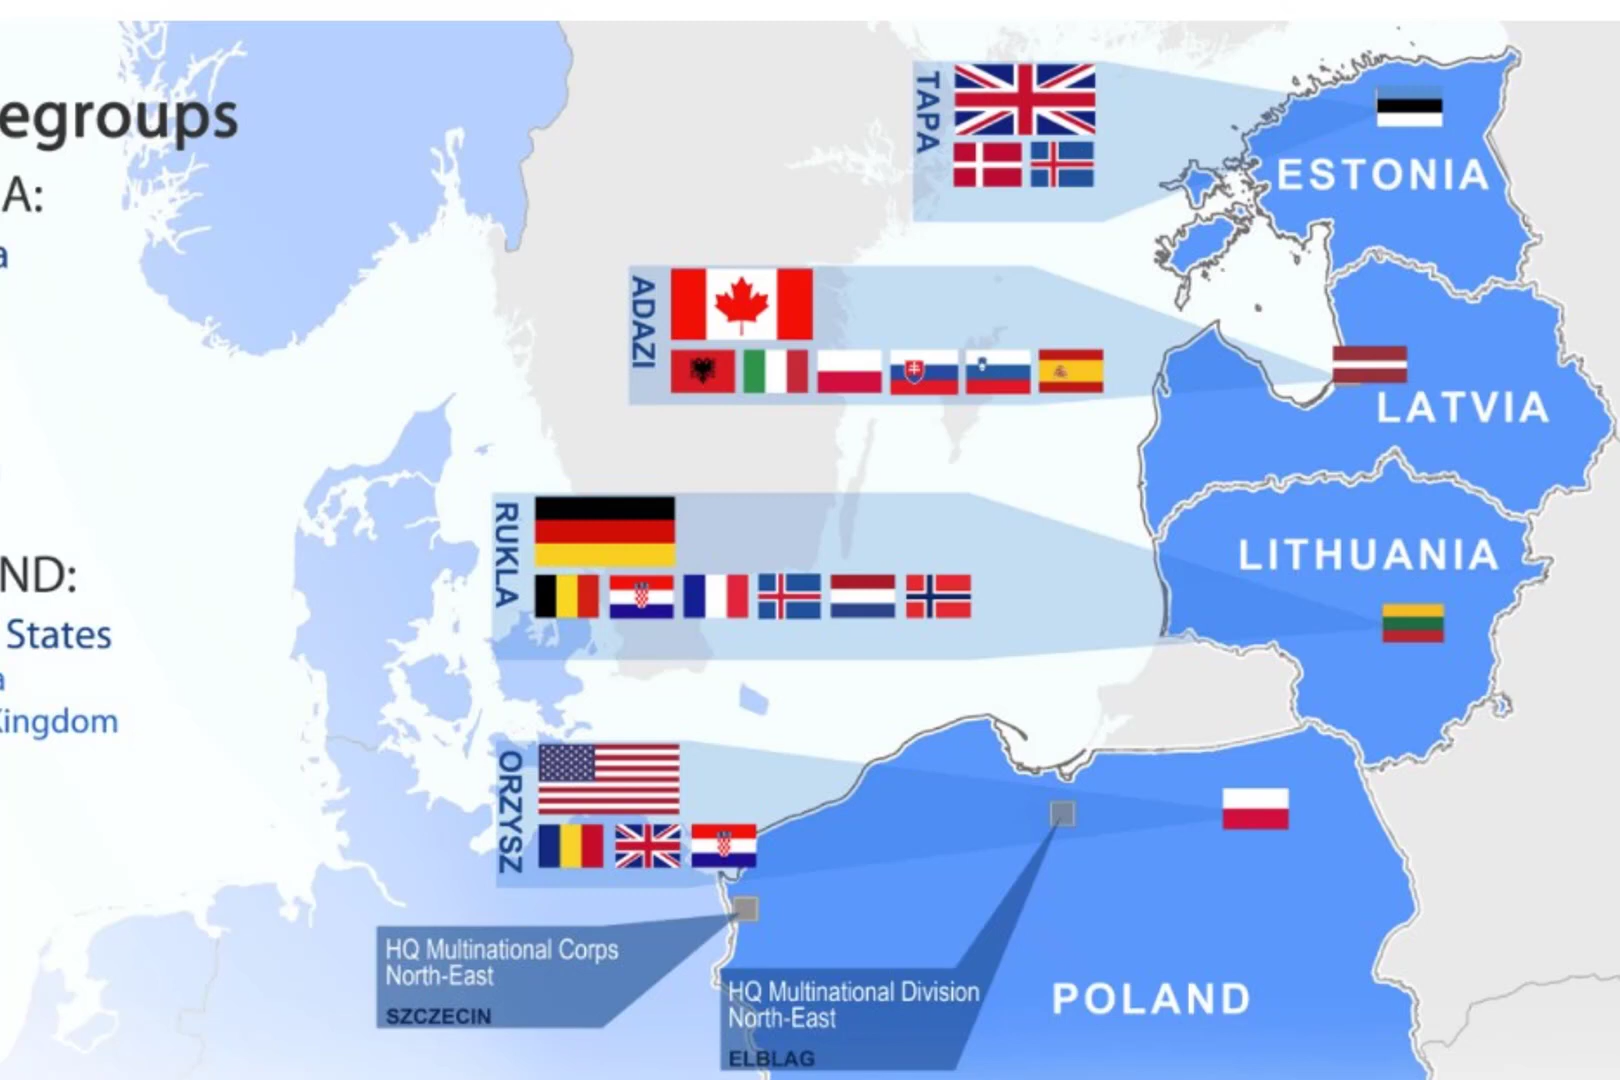 egroups
A:
a
ND:
States
a
Kingdom
TAPA
ESTONIA
ADAZI
LATVIA
RUKLA
LITHUANIA
ORZYSZ
HQ Multinational Corps
North-East
SZCZECIN
HQ Multinational Division
North-East
ELBLAG
POLAND